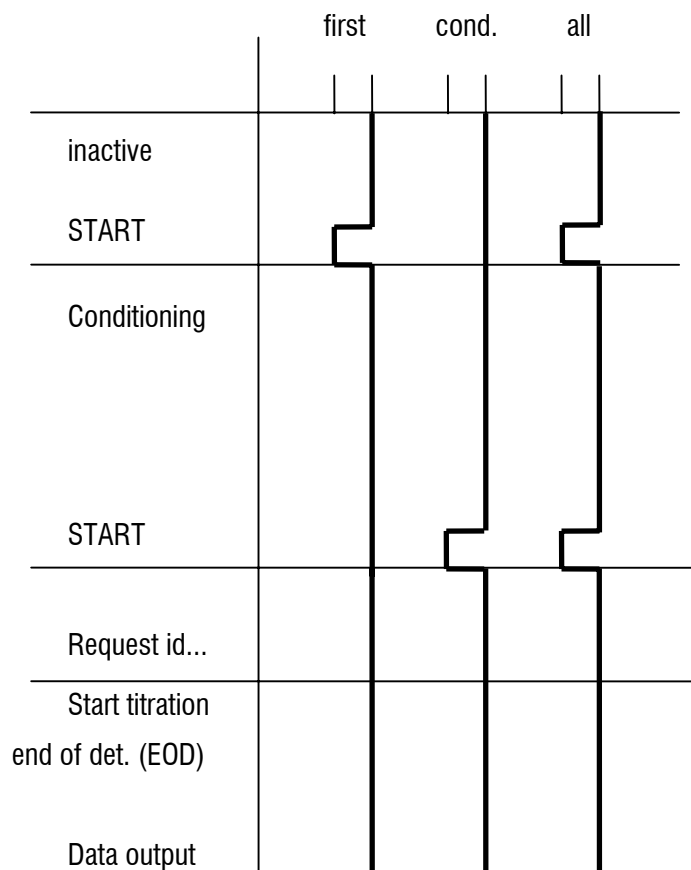 first cond. all
inactive
START
Conditioning
START
Request id...
Start titration
end of det. (EOD)
Data output